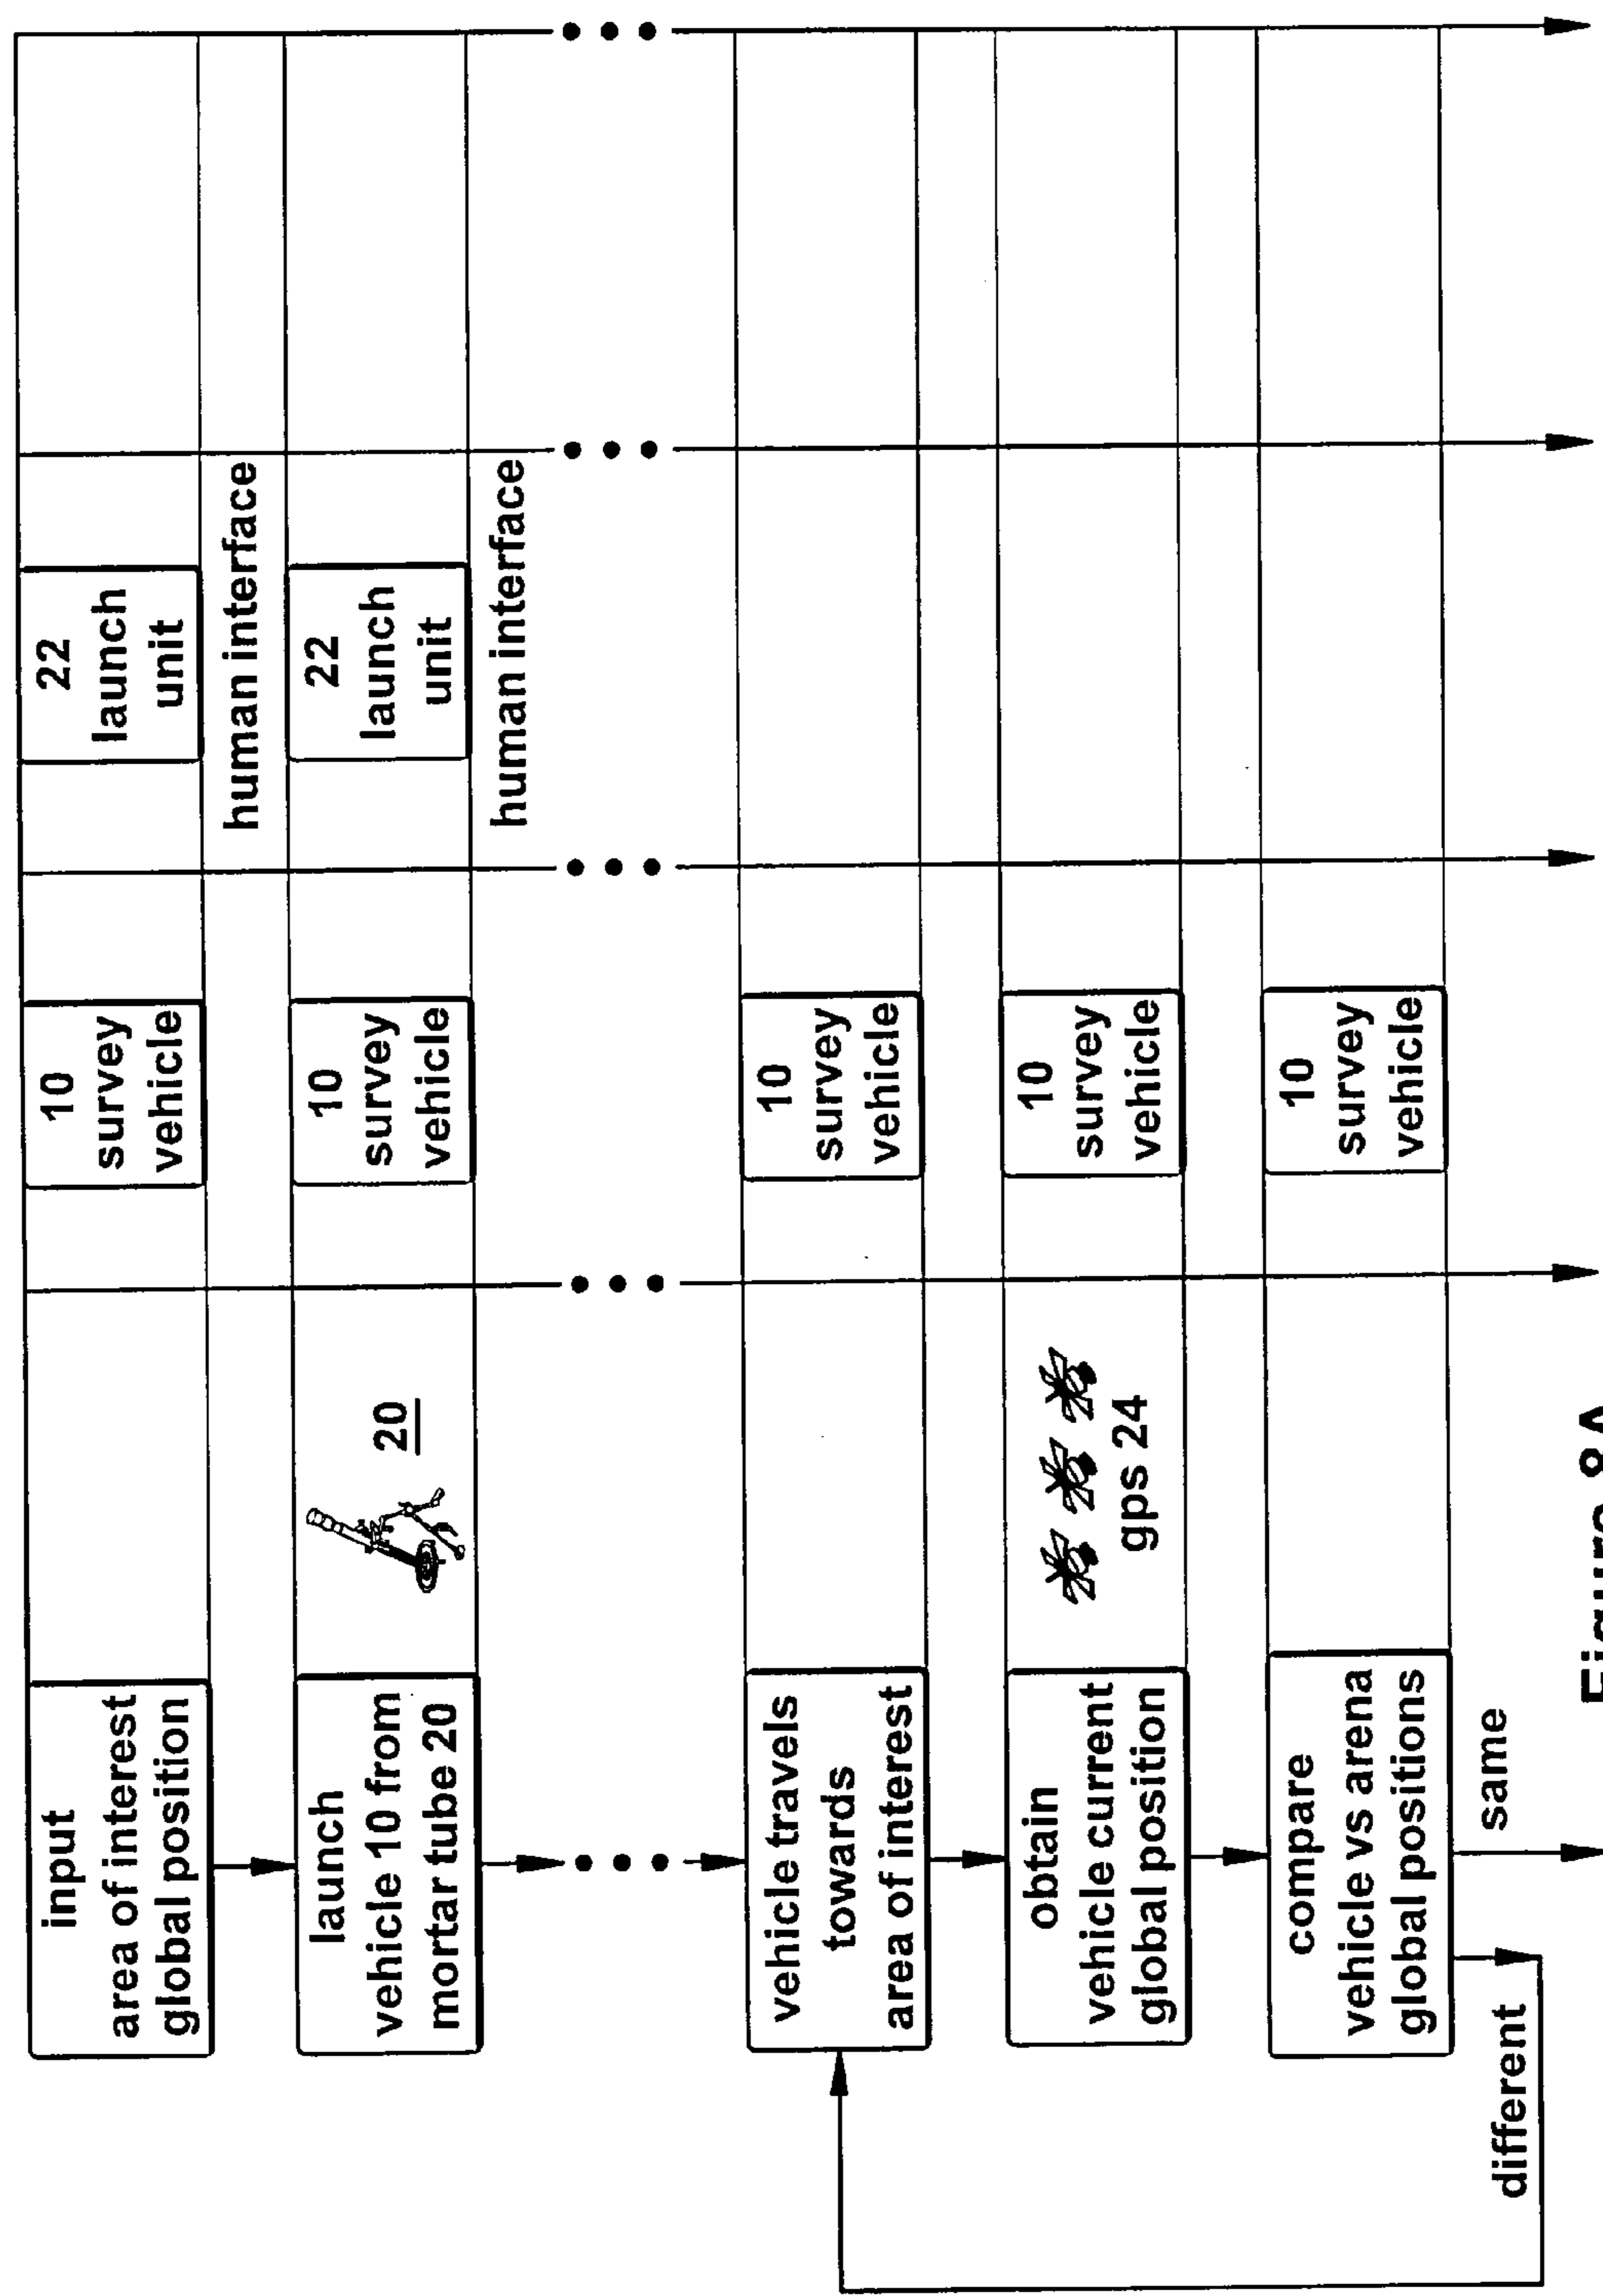 input
area of interest
global position
10
survey
vehicle
22
launch
unit
human interface
launch
vehicle 10 from
mortar tube 20
20
10
survey
vehicle
22
launch
unit
human interface
vehicle travels
towards
area of interest
10
survey
vehicle
obtain
vehicle current
global position
gps 24
10
survey
vehicle
compare
vehicle vs arena
global positions
10
survey
vehicle
different
same
Figure 8A